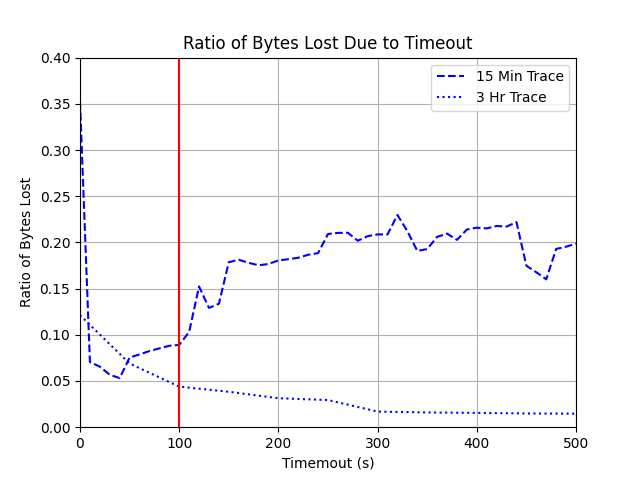 Ratio of Bytes Lost Due to Timeout
15 Min Trace
3 Hr Trace
Ratio of Bytes Lost
0.40
0.35
0.30
0.25
0.20
0.15
0.10
0.05
0.00
0 100 200 300 400 500
Timemout (s)